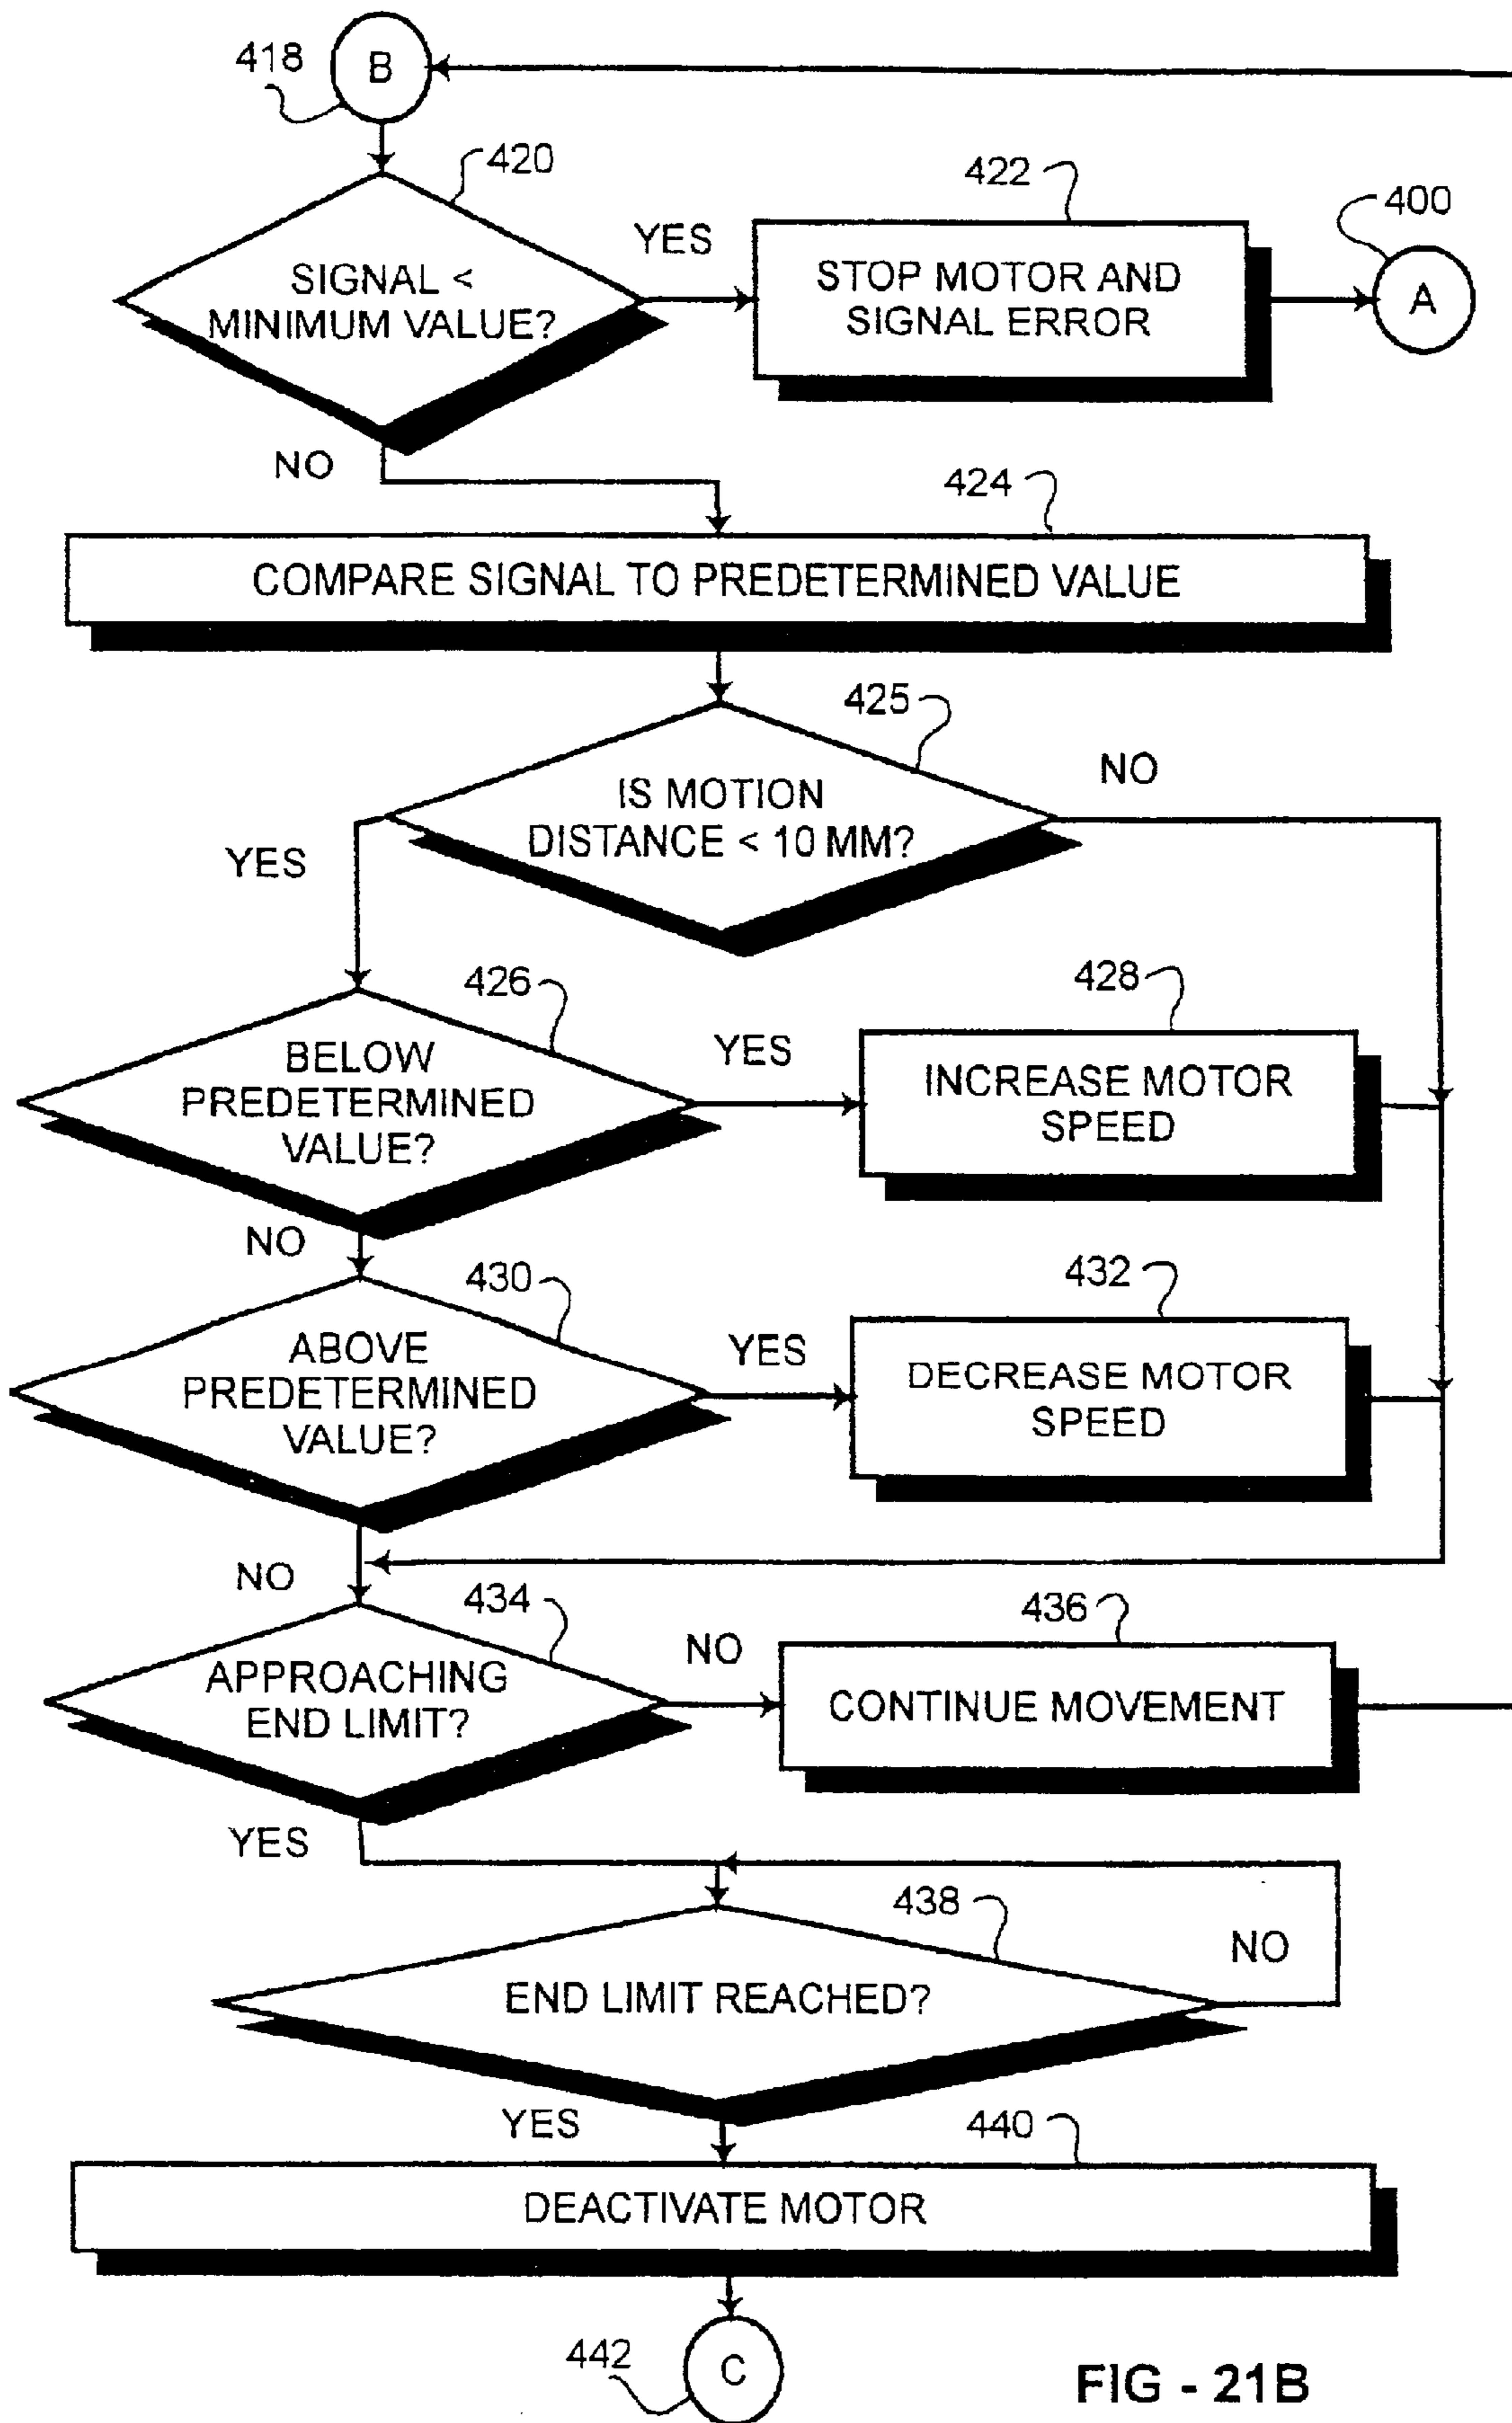 418
B
420
YES
422
400
SIGNAL <
MINIMUM VALUE?
STOP MOTOR AND
SIGNAL ERROR
A
NO
424
COMPARE SIGNAL TO PREDETERMINED VALUE
425
NO
IS MOTION
DISTANCE < 10 MM?
YES
426
428
BELOW
PREDETERMINED
VALUE?
YES
INCREASE MOTOR
SPEED
NO
430
432
ABOVE
PREDETERMINED
VALUE?
YES
DECREASE MOTOR
SPEED
NO
434
436
APPROACHING
END LIMIT?
NO
CONTINUE MOVEMENT
YES
438
NO
END LIMIT REACHED?
YES
440
DEACTIVATE MOTOR
442
C
FIG - 21B